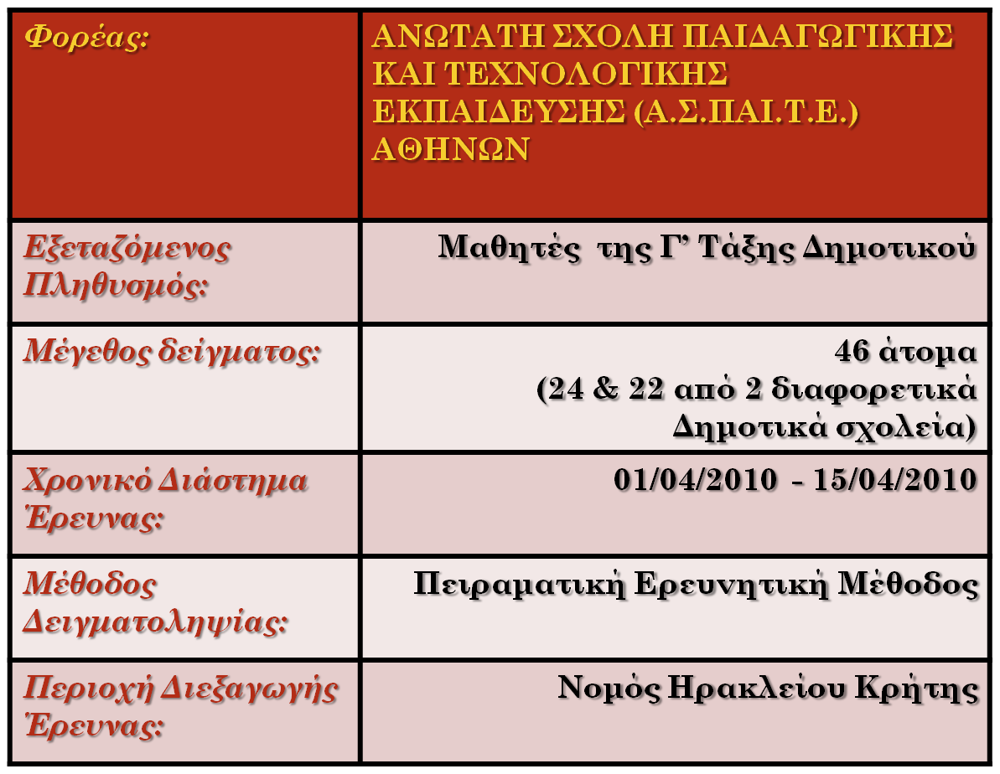 Φορέας:
ΑΝΩΤΑΤΗ ΣΧΟΛΗ ΠΑΙΔΑΓΩΓΙΚΗΣ
ΚΑΙ ΤΕΧΝΟΛΟΓΙΚΗΣ
ΕΚΠΑΙΔΕΥΣΗΣ (Α.Σ.ΠΑΙ.Τ.Ε.)
ΑΘΗΝΩΝ
Εξεταζόμενος
Πληθυσμός:
Μαθητές της Γ’ Τάξης Δημοτικού
Μέγεθος δείγματος:
46 άτομα
(24 & 22 από 2 διαφορετικά
Δημοτικά σχολεία)
Χρονικό Διάστημα
Έρευνας:
01/04/2010 - 15/04/2010
Μέθοδος
Δειγματοληψίας:
Πειραματική Ερευνητική Μέθοδος
Περιοχή Διεξαγωγής
Έρευνας:
Νομός Ηρακλείου Κρήτης